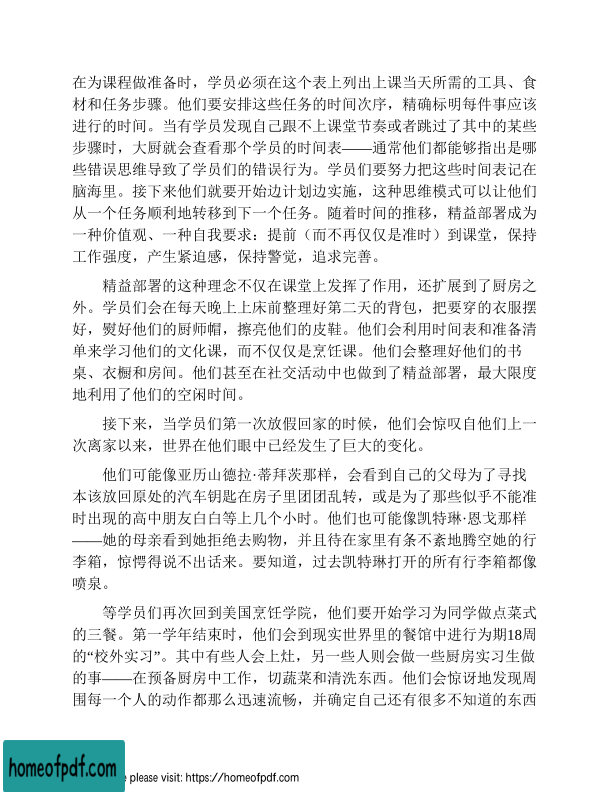 在为课程做准备时，学员必须在这个表上列出上课当天所需的工具、食
材和任务步骤。他们要安排这些任务的时间次序，精确标明每件事应该
进行的时间。当有学员发现自己跟不上课堂节奏或者跳过了其中的某些
步骤时，大厨就会查看那个学员的时间表——通常他们都能够指出是哪
些错误思维导致了学员们的错误行为。学员们要努力把这些时间表记在
脑海里。接下来他们就要开始边计划边实施，这种思维模式可以让他们
从一个任务顺利地转移到下一个任务。随着时间的推移，精益部署成为
一种价值观、一种自我要求：提前（而不再仅仅是准时）到课堂，保持
工作强度，产生紧迫感，保持警觉，追求完善。
精益部署的这种理念不仅在课堂上发挥了作用，还扩展到了厨房之
外。学员们会在每天晚上上床前整理好第二天的背包，把要穿的衣服摆
好，熨好他们的厨师帽，擦亮他们的皮鞋。他们会利用时间表和准备清
单来学习他们的文化课，而不仅仅是烹饪课。他们会整理好他们的书
桌、衣橱和房间。他们甚至在社交活动中也做到了精益部署，最大限度
地利用了他们的空闲时间。
接下来，当学员们第一次放假回家的时候，他们会惊叹自他们上一
次离家以来，世界在他们眼中已经发生了巨大的变化。
他们可能像亚历山德拉·蒂拜茨那样，会看到自己的父母为了寻找
本该放回原处的汽车钥匙在房子里团团乱转，或是为了那些似乎不能准
时出现的高中朋友白白等上几个小时。他们也可能像凯特琳·恩戈那样
——她的母亲看到她拒绝去购物，并且待在家里有条不紊地腾空她的行
李箱，惊愕得说不出话来。要知道，过去凯特琳打开的所有行李箱都像
喷泉。
等学员们再次回到美国烹饪学院，他们要开始学习为同学做点菜式
的三餐。第一学年结束时，他们会到现实世界里的餐馆中进行为期18周
的“校外实习”。其中有些人会上灶，另一些人则会做一些厨房实习生做
的事——在预备厨房中工作，切蔬菜和清洗东西。他们会惊讶地发现周
围每一个人的动作都那么迅速流畅，并确定自己还有很多不知道的东西
homeofpdf.com
e please visit: https://homeofpdf.com